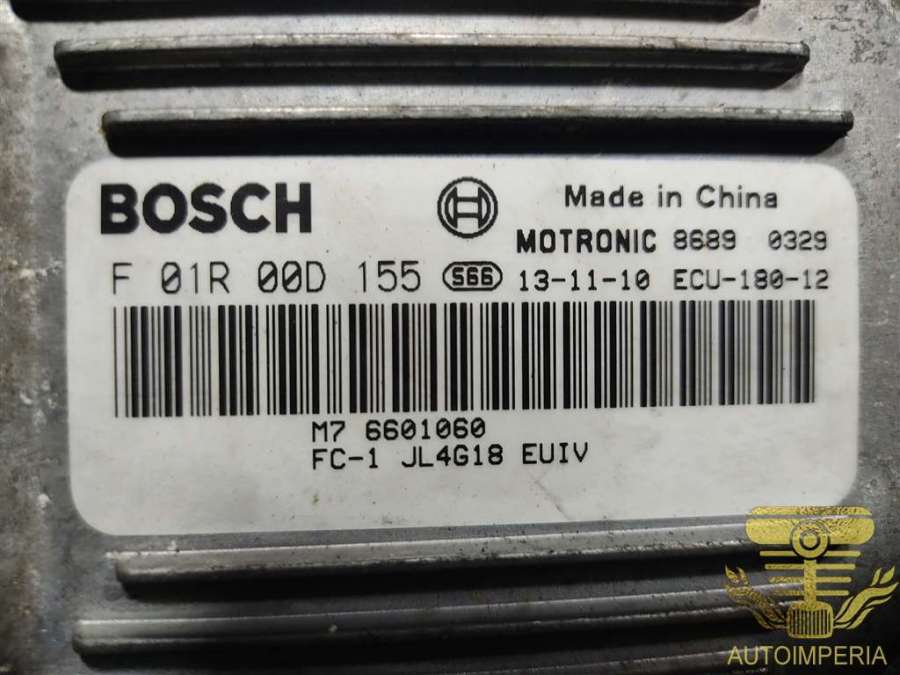 BOSCH
Made in China
MOTRONIC 8689 0329
F 01R 00D 155 S66 13-11-10 ECU-180-12
M7 6601060
FC-1 JL4G18 EUIV
AUTOIMPERIA